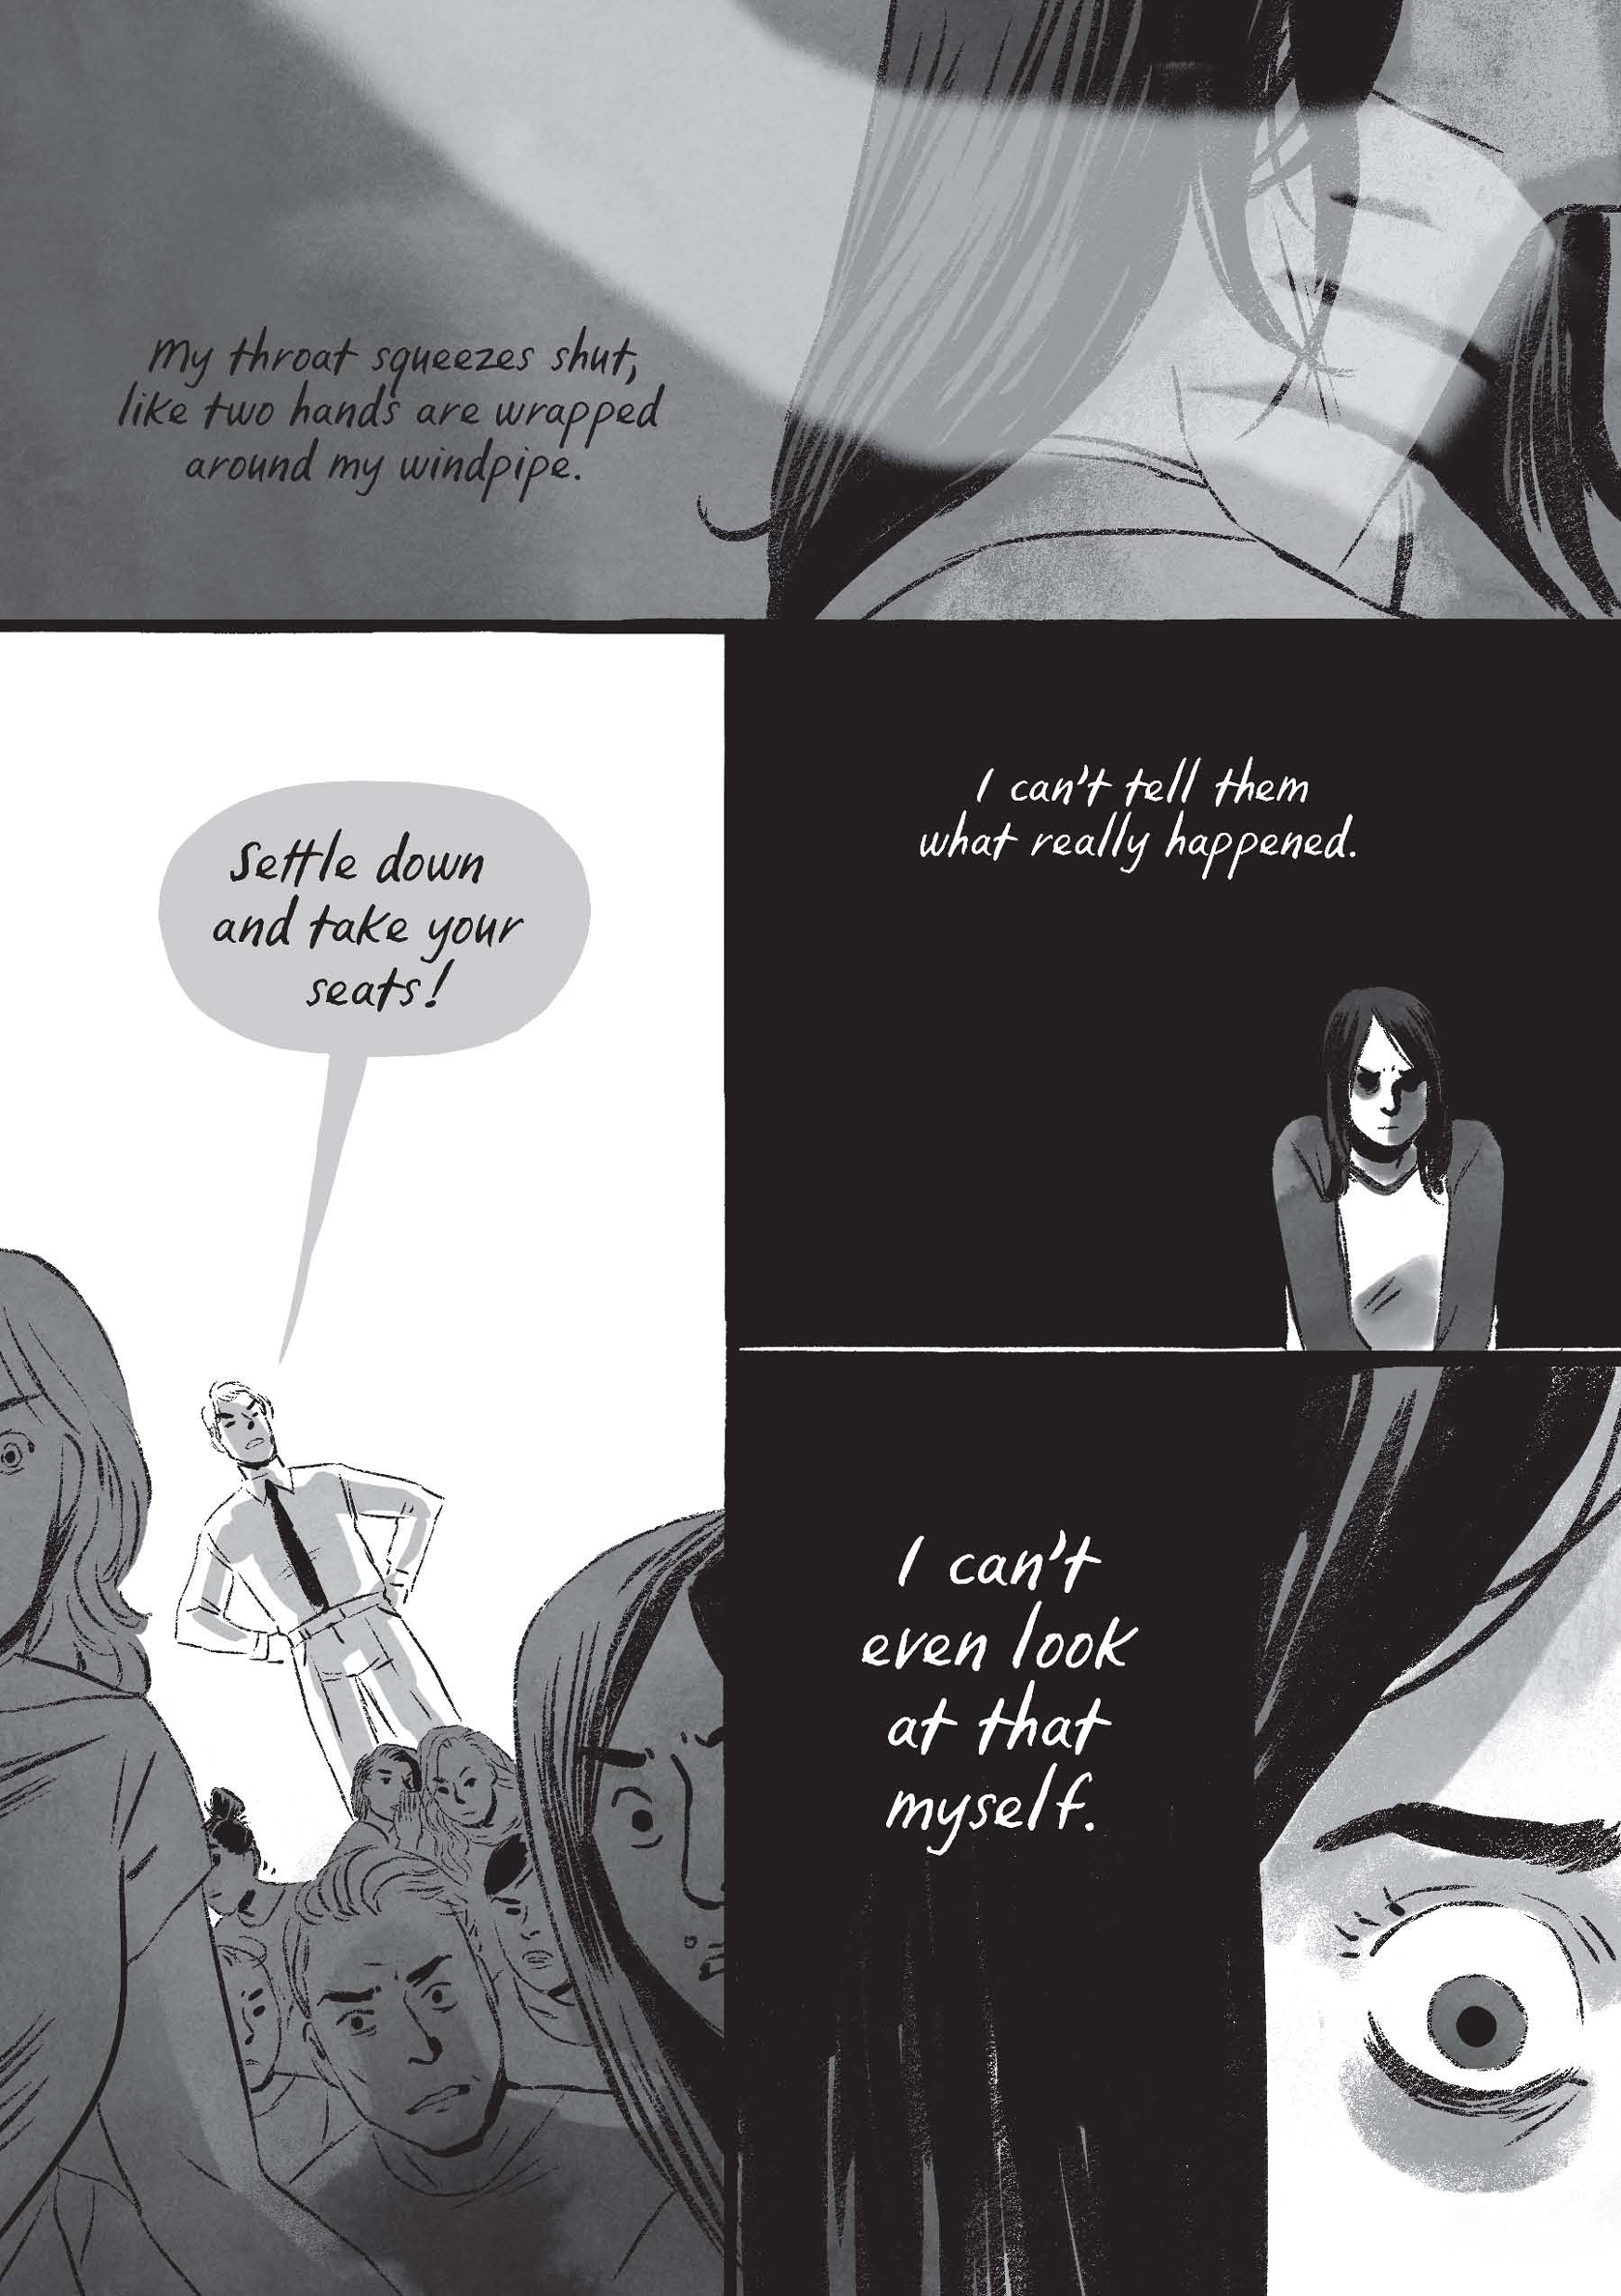 My throat squeezes shut,
like two hands are wrapped
around my windpipe.
Settle down
and take your
seats!
I can't tell them
what really happened.
I can't
even look
at that
myself.